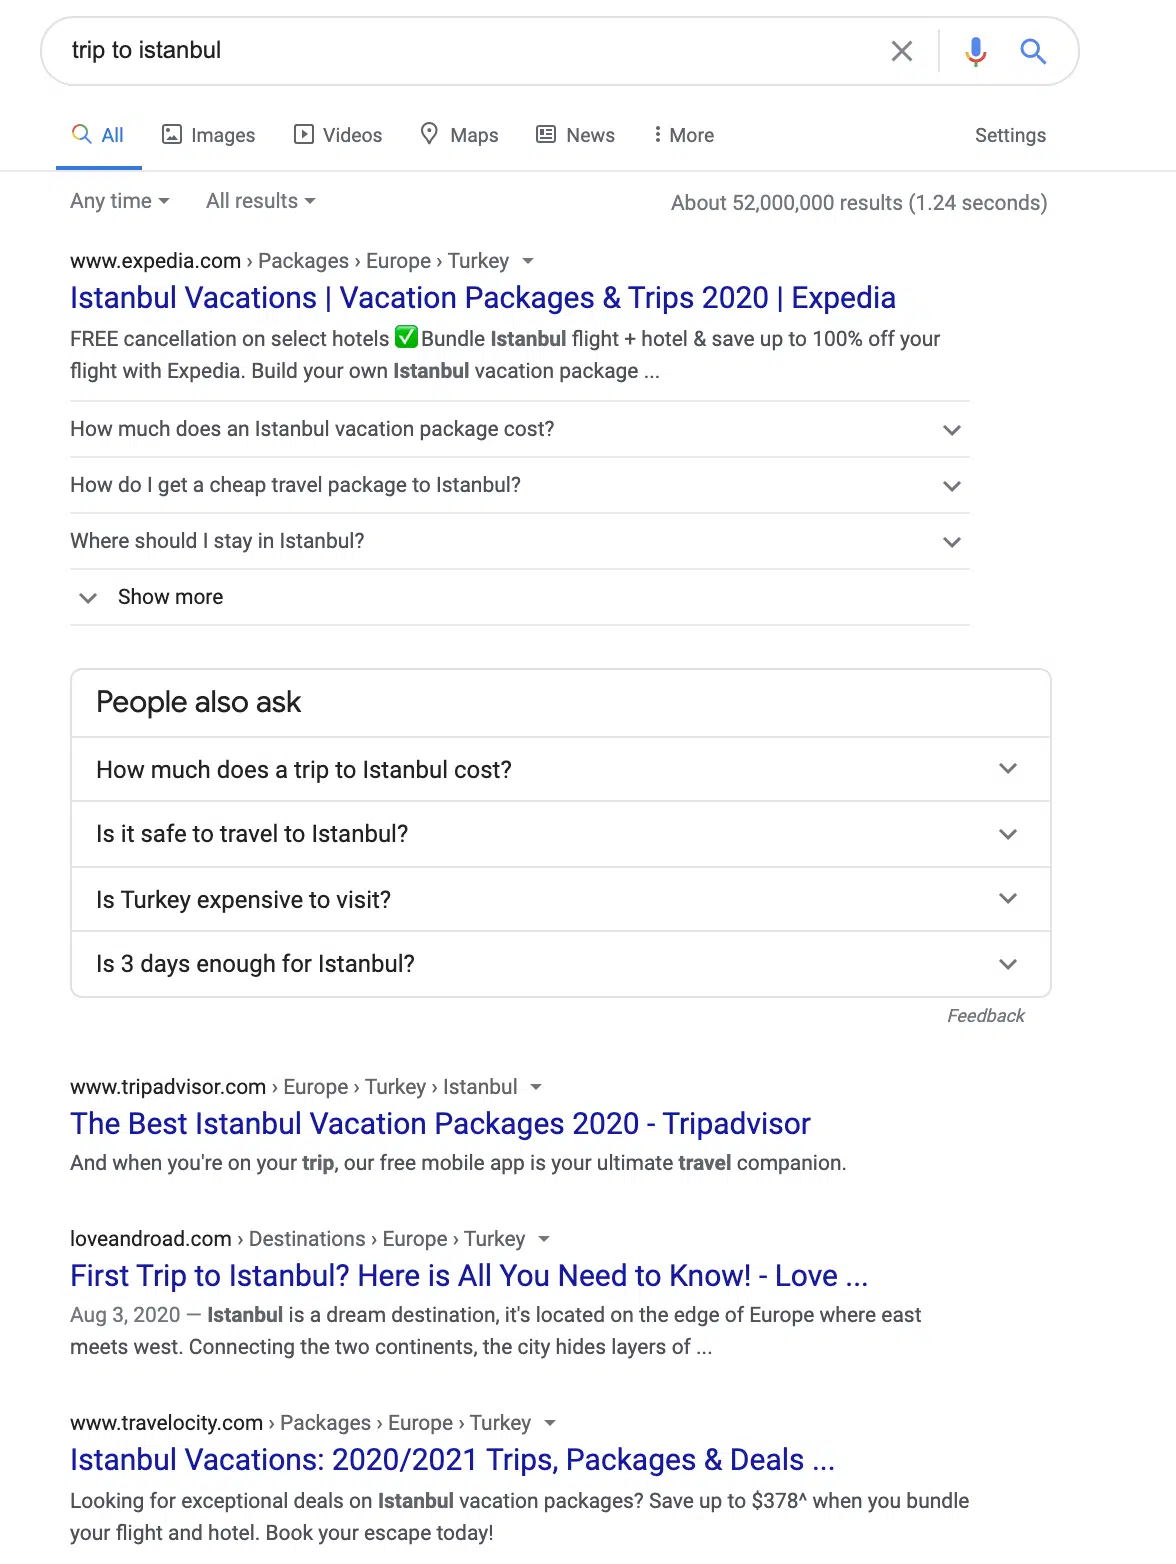 trip to istanbul
All Images Videos Maps News More Settings
Any time All results About 52,000,000 results (1.24 seconds)
www.expedia.com › Packages › Europe › Turkey
Istanbul Vacations | Vacation Packages & Trips 2020 | Expedia
FREE cancellation on select hotels ✅Bundle Istanbul flight + hotel & save up to 100% off your
flight with Expedia. Build your own Istanbul vacation package ...
How much does an Istanbul vacation package cost?
How do I get a cheap travel package to Istanbul?
Where should I stay in Istanbul?
Show more
People also ask
How much does a trip to Istanbul cost?
Is it safe to travel to Istanbul?
Is Turkey expensive to visit?
Is 3 days enough for Istanbul?
Feedback
www.tripadvisor.com › Europe › Turkey › Istanbul
The Best Istanbul Vacation Packages 2020 - Tripadvisor
And when you're on your trip, our free mobile app is your ultimate travel companion.
loveandroad.com › Destinations › Europe › Turkey
First Trip to Istanbul? Here is All You Need to Know! - Love ...
Aug 3, 2020 — Istanbul is a dream destination, it's located on the edge of Europe where east
meets west. Connecting the two continents, the city hides layers of ...
www.travelocity.com › Packages › Europe › Turkey
Istanbul Vacations: 2020/2021 Trips, Packages & Deals ...
Looking for exceptional deals on Istanbul vacation packages? Save up to $378^ when you bundle
your flight and hotel. Book your escape today!